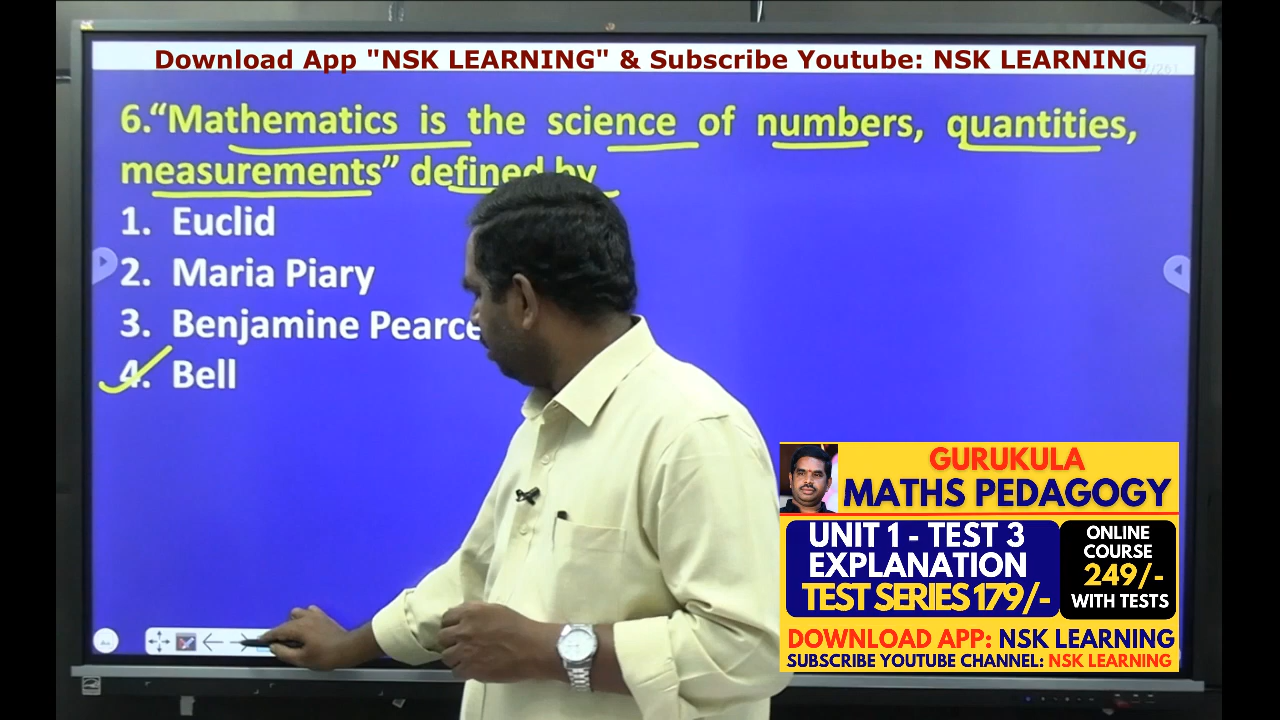 Download App "NSK LEARNING" & Subscribe Youtube: NSK LEARNING
6.“Mathematics is the science of numbers, quantities,
measurements” defined by
1. Euclid
2. Maria Piary
3. Benjamine Pearce
4. Bell
GURUKULA
MATHS PEDAGOGY
UNIT 1 - TEST 3
EXPLANATION
TEST SERIES 179/-
ONLINE
COURSE
249/-
WITH TESTS
DOWNLOAD APP: NSK LEARNING
SUBSCRIBE YOUTUBE CHANNEL: NSK LEARNING